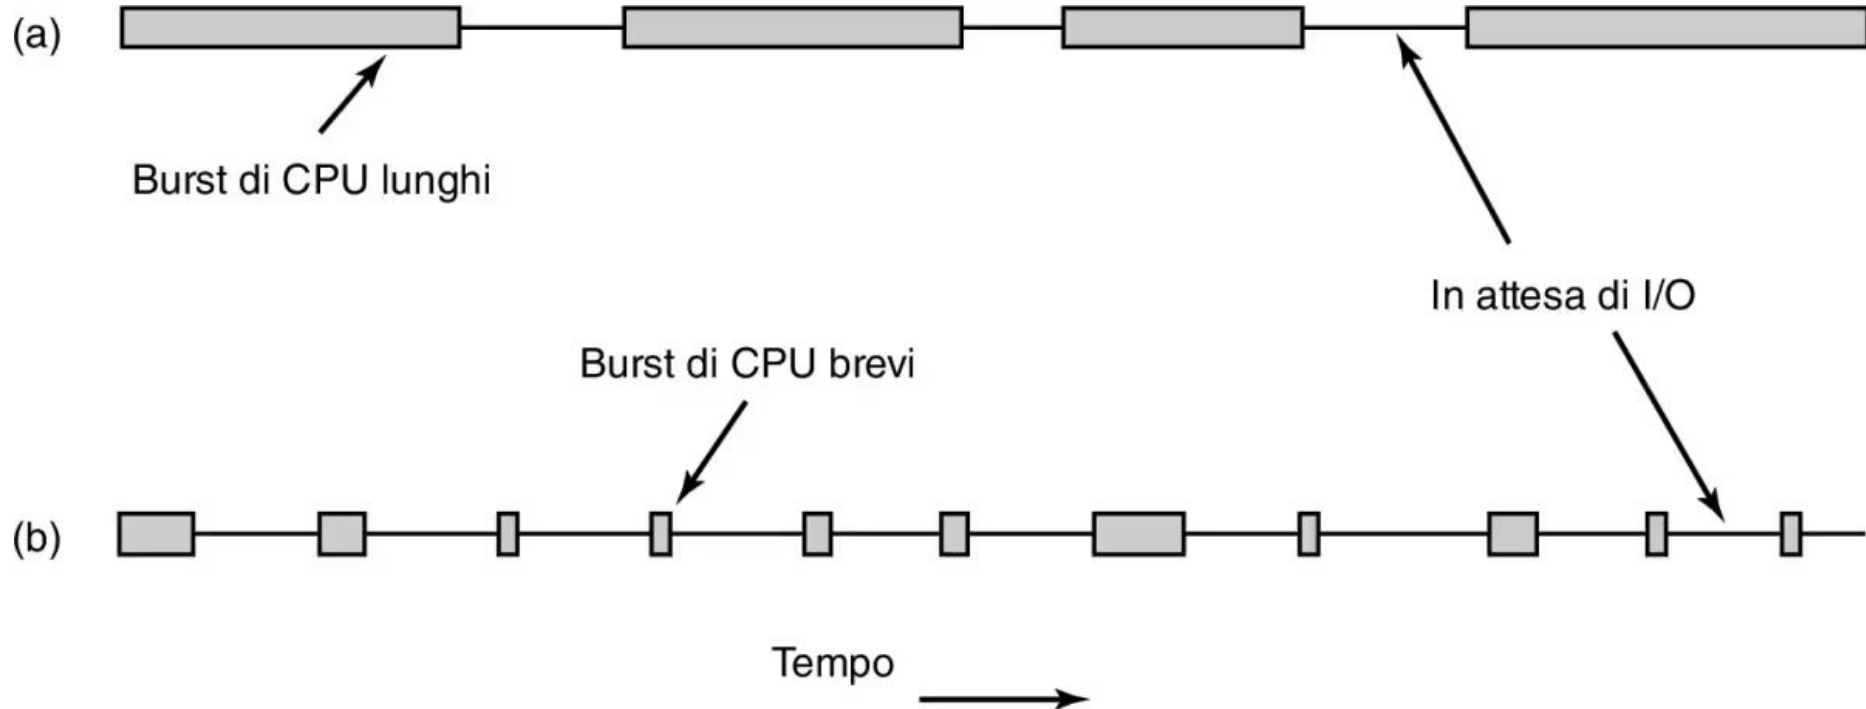 (a)
Burst di CPU lunghi
In attesa di I/O
Burst di CPU brevi
(b)
Tempo